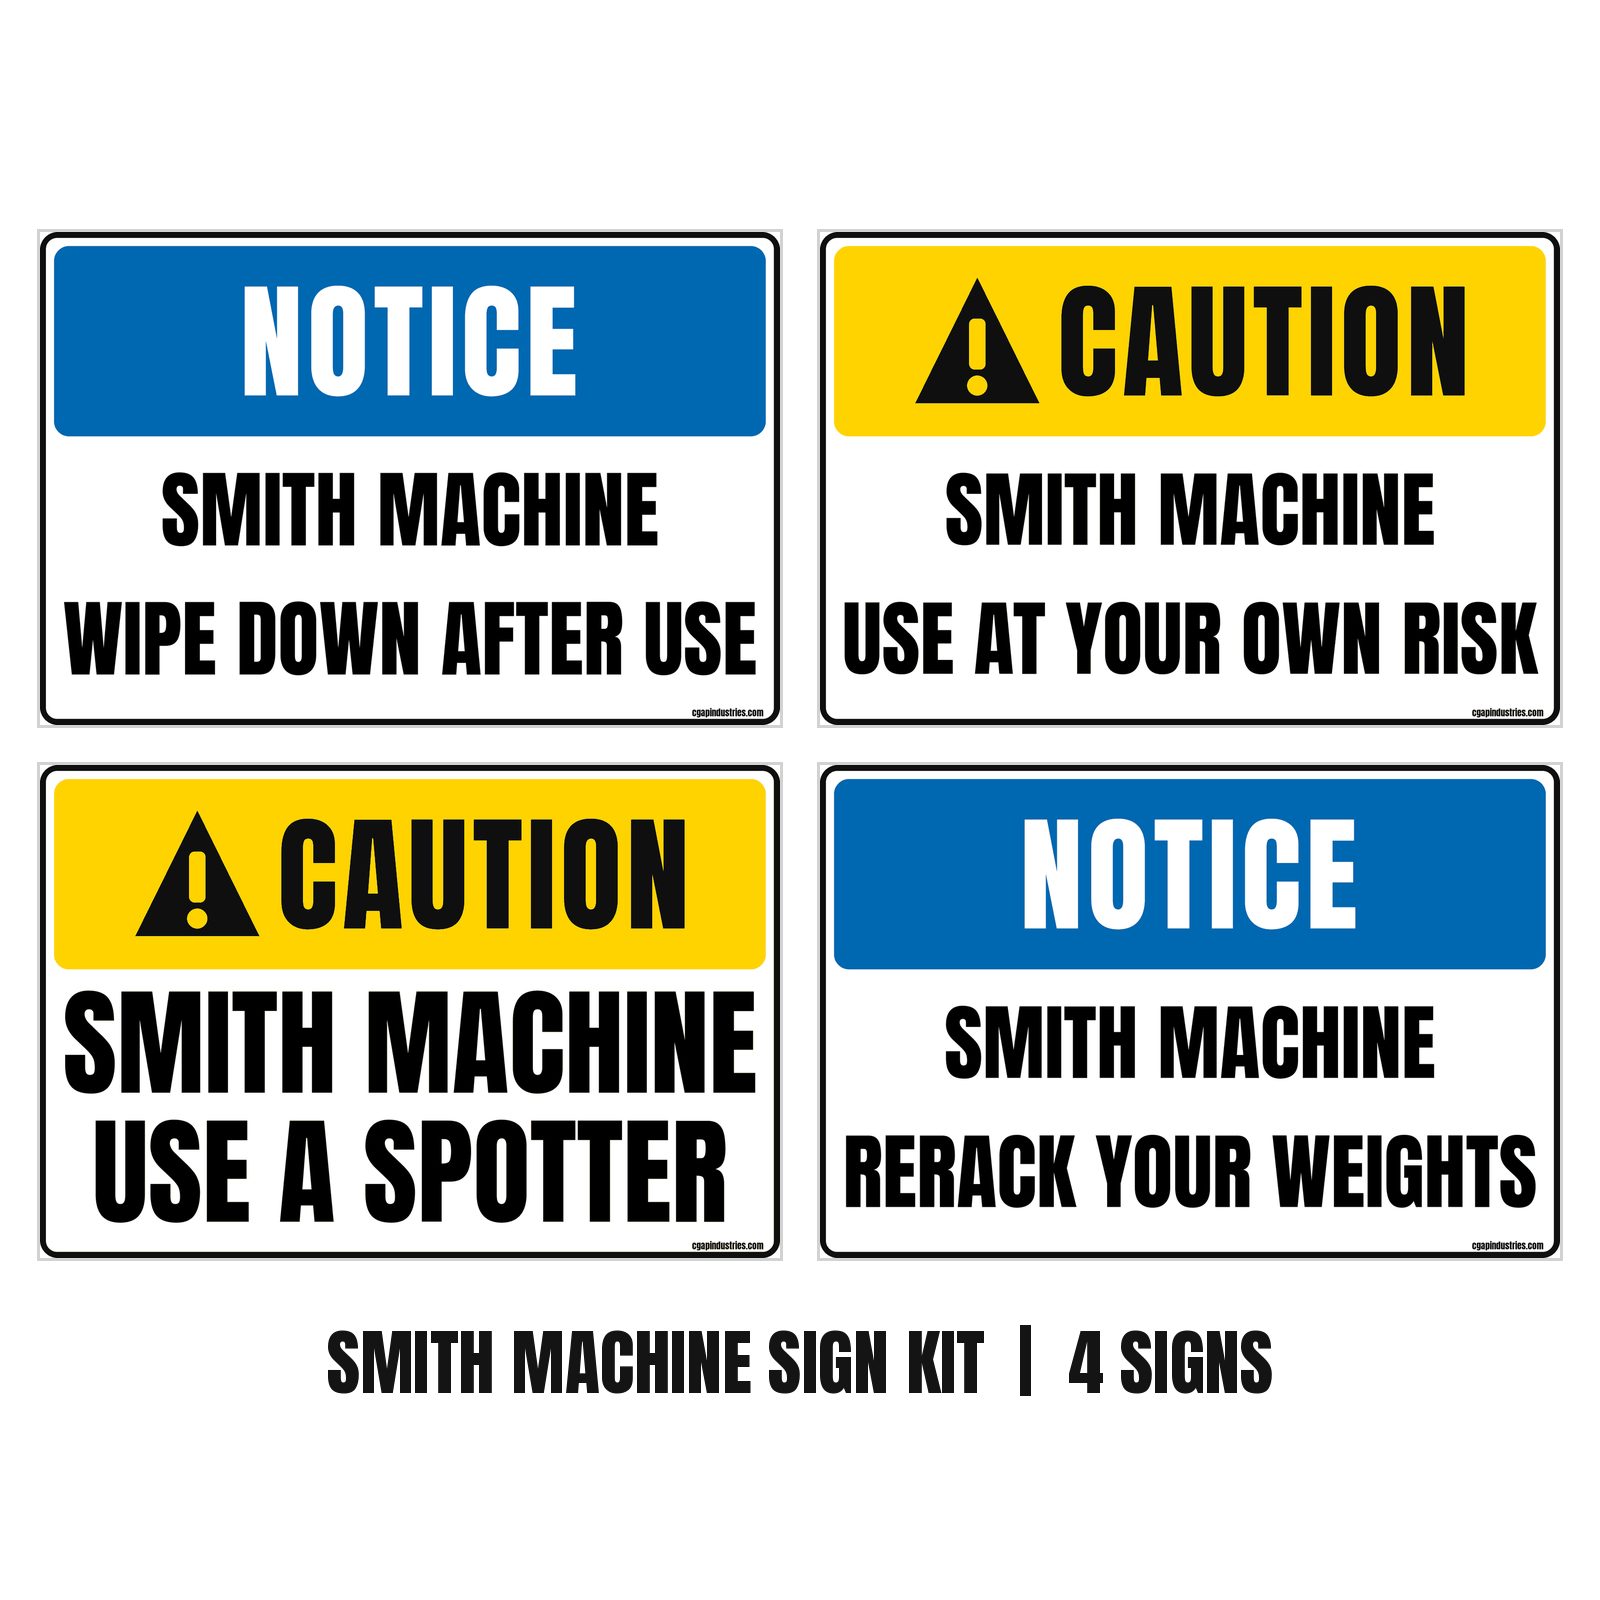 NOTICE
SMITH MACHINE
WIPE DOWN AFTER USE
cgapindustries.com
CAUTION
SMITH MACHINE
USE AT YOUR OWN RISK
cgapindustries.com
CAUTION
SMITH MACHINE
USE A SPOTTER
cgapindustries.com
NOTICE
SMITH MACHINE
RERACK YOUR WEIGHTS
cgapindustries.com
SMITH MACHINE SIGN KIT | 4 SIGNS